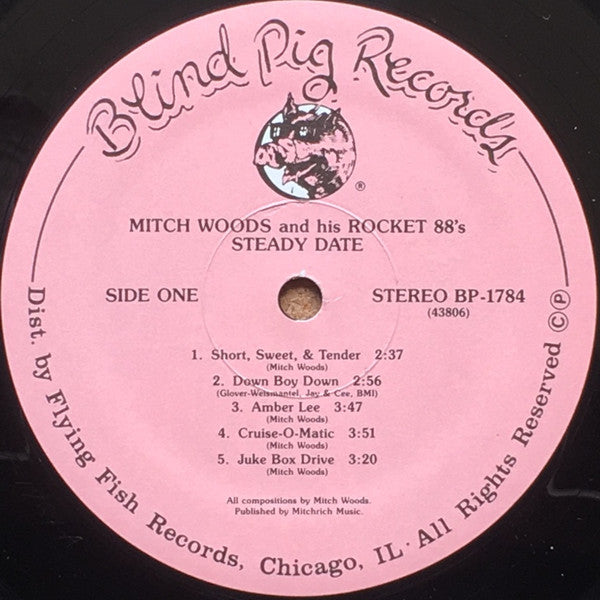 Blind Pig Records
®
MITCH WOODS and his ROCKET 88's
STEADY DATE
SIDE ONE
STEREO BP-1784
(43806)
1. Short, Sweet, & Tender 2:37
(Mitch Woods)
2. Down Boy Down 2:56
(Glover-Weismantel, Jay & Cee, BMI)
3. Amber Lee 3:47
(Mitch Woods)
4. Cruise-O-Matic 3:51
(Mitch Woods)
5. Juke Box Drive 3:20
(Mitch Woods)
All compositions by Mitch Woods.
Published by Mitchrich Music.
Dist. by Flying Fish Records, Chicago, IL · All Rights Reserved ©℗